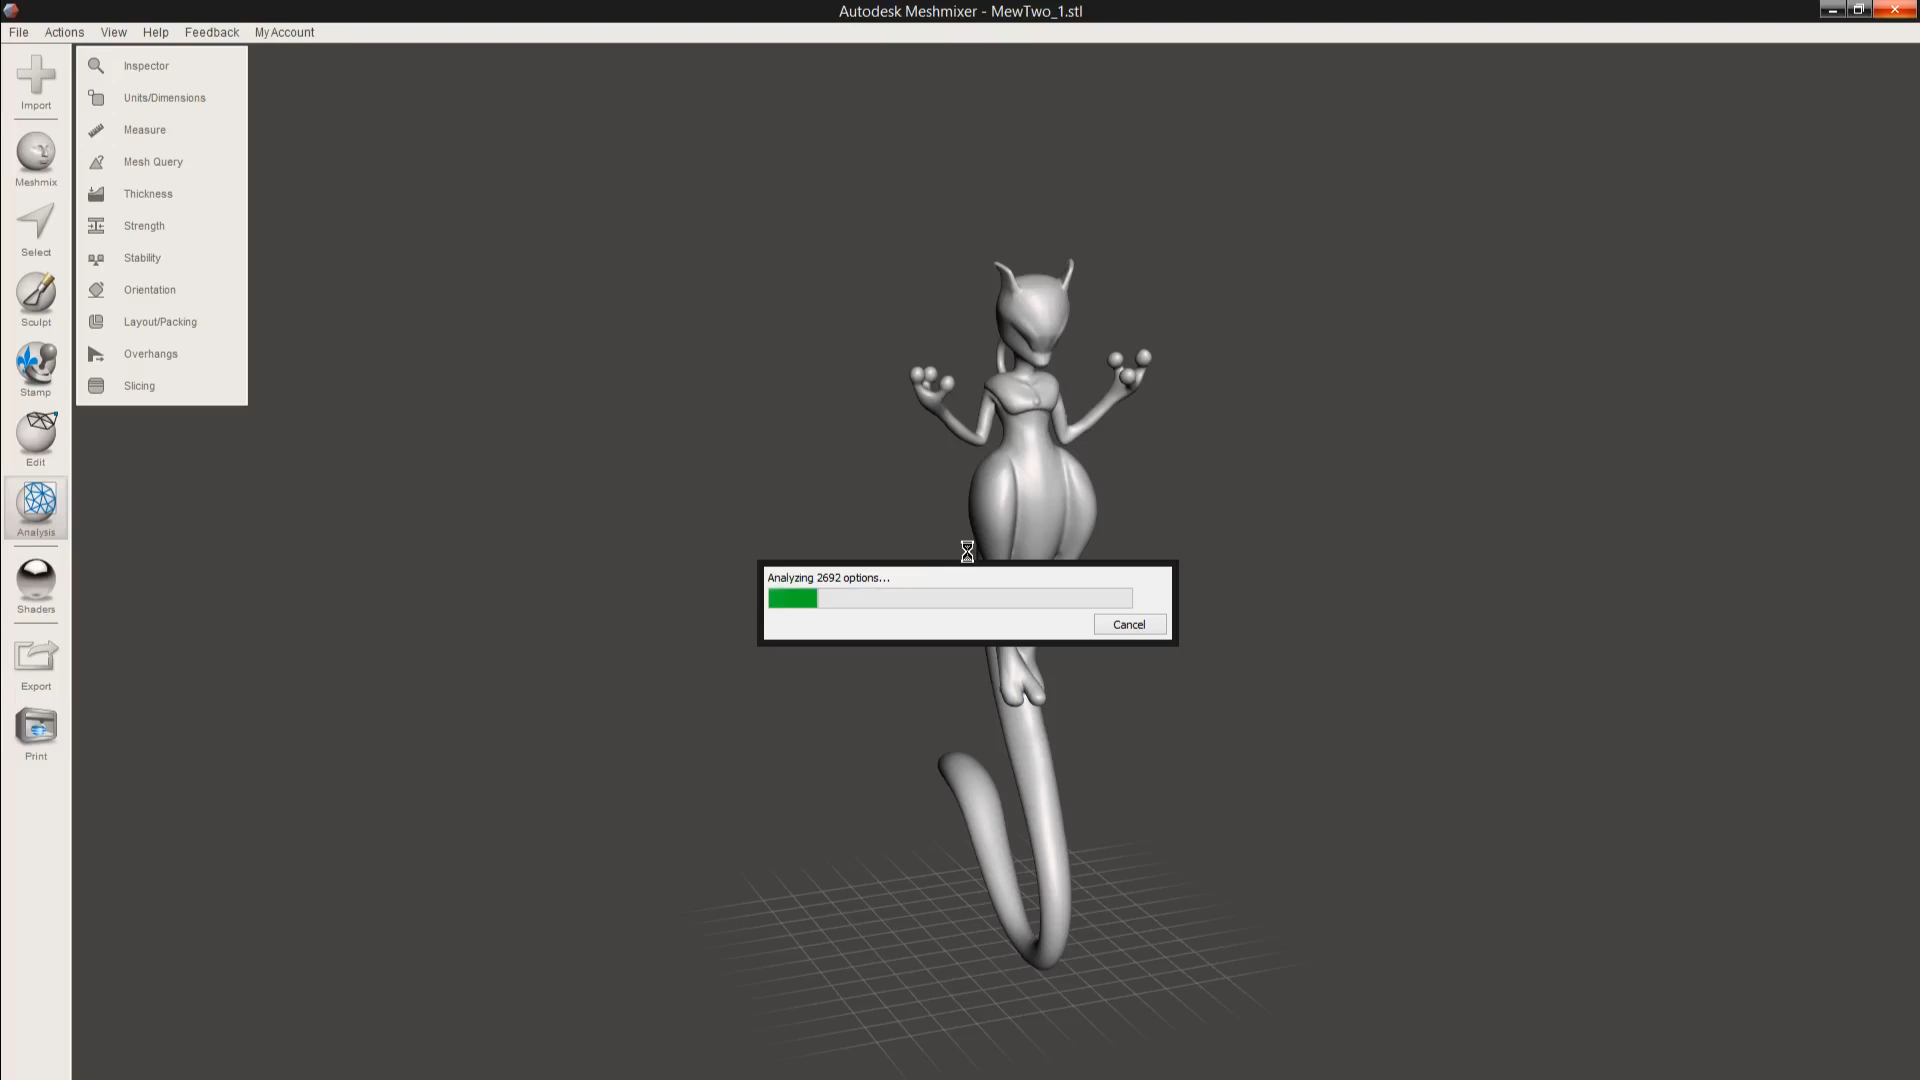 Autodesk Meshmixer - MewTwo_1.stl
File Actions View Help Feedback My Account
Import
Meshmix
Select
Sculpt
Stamp
Edit
Analysis
Shaders
Export
Print
Inspector
Units/Dimensions
Measure
Mesh Query
Thickness
Strength
Stability
Orientation
Layout/Packing
Overhangs
Slicing
Analyzing 2692 options...
Cancel